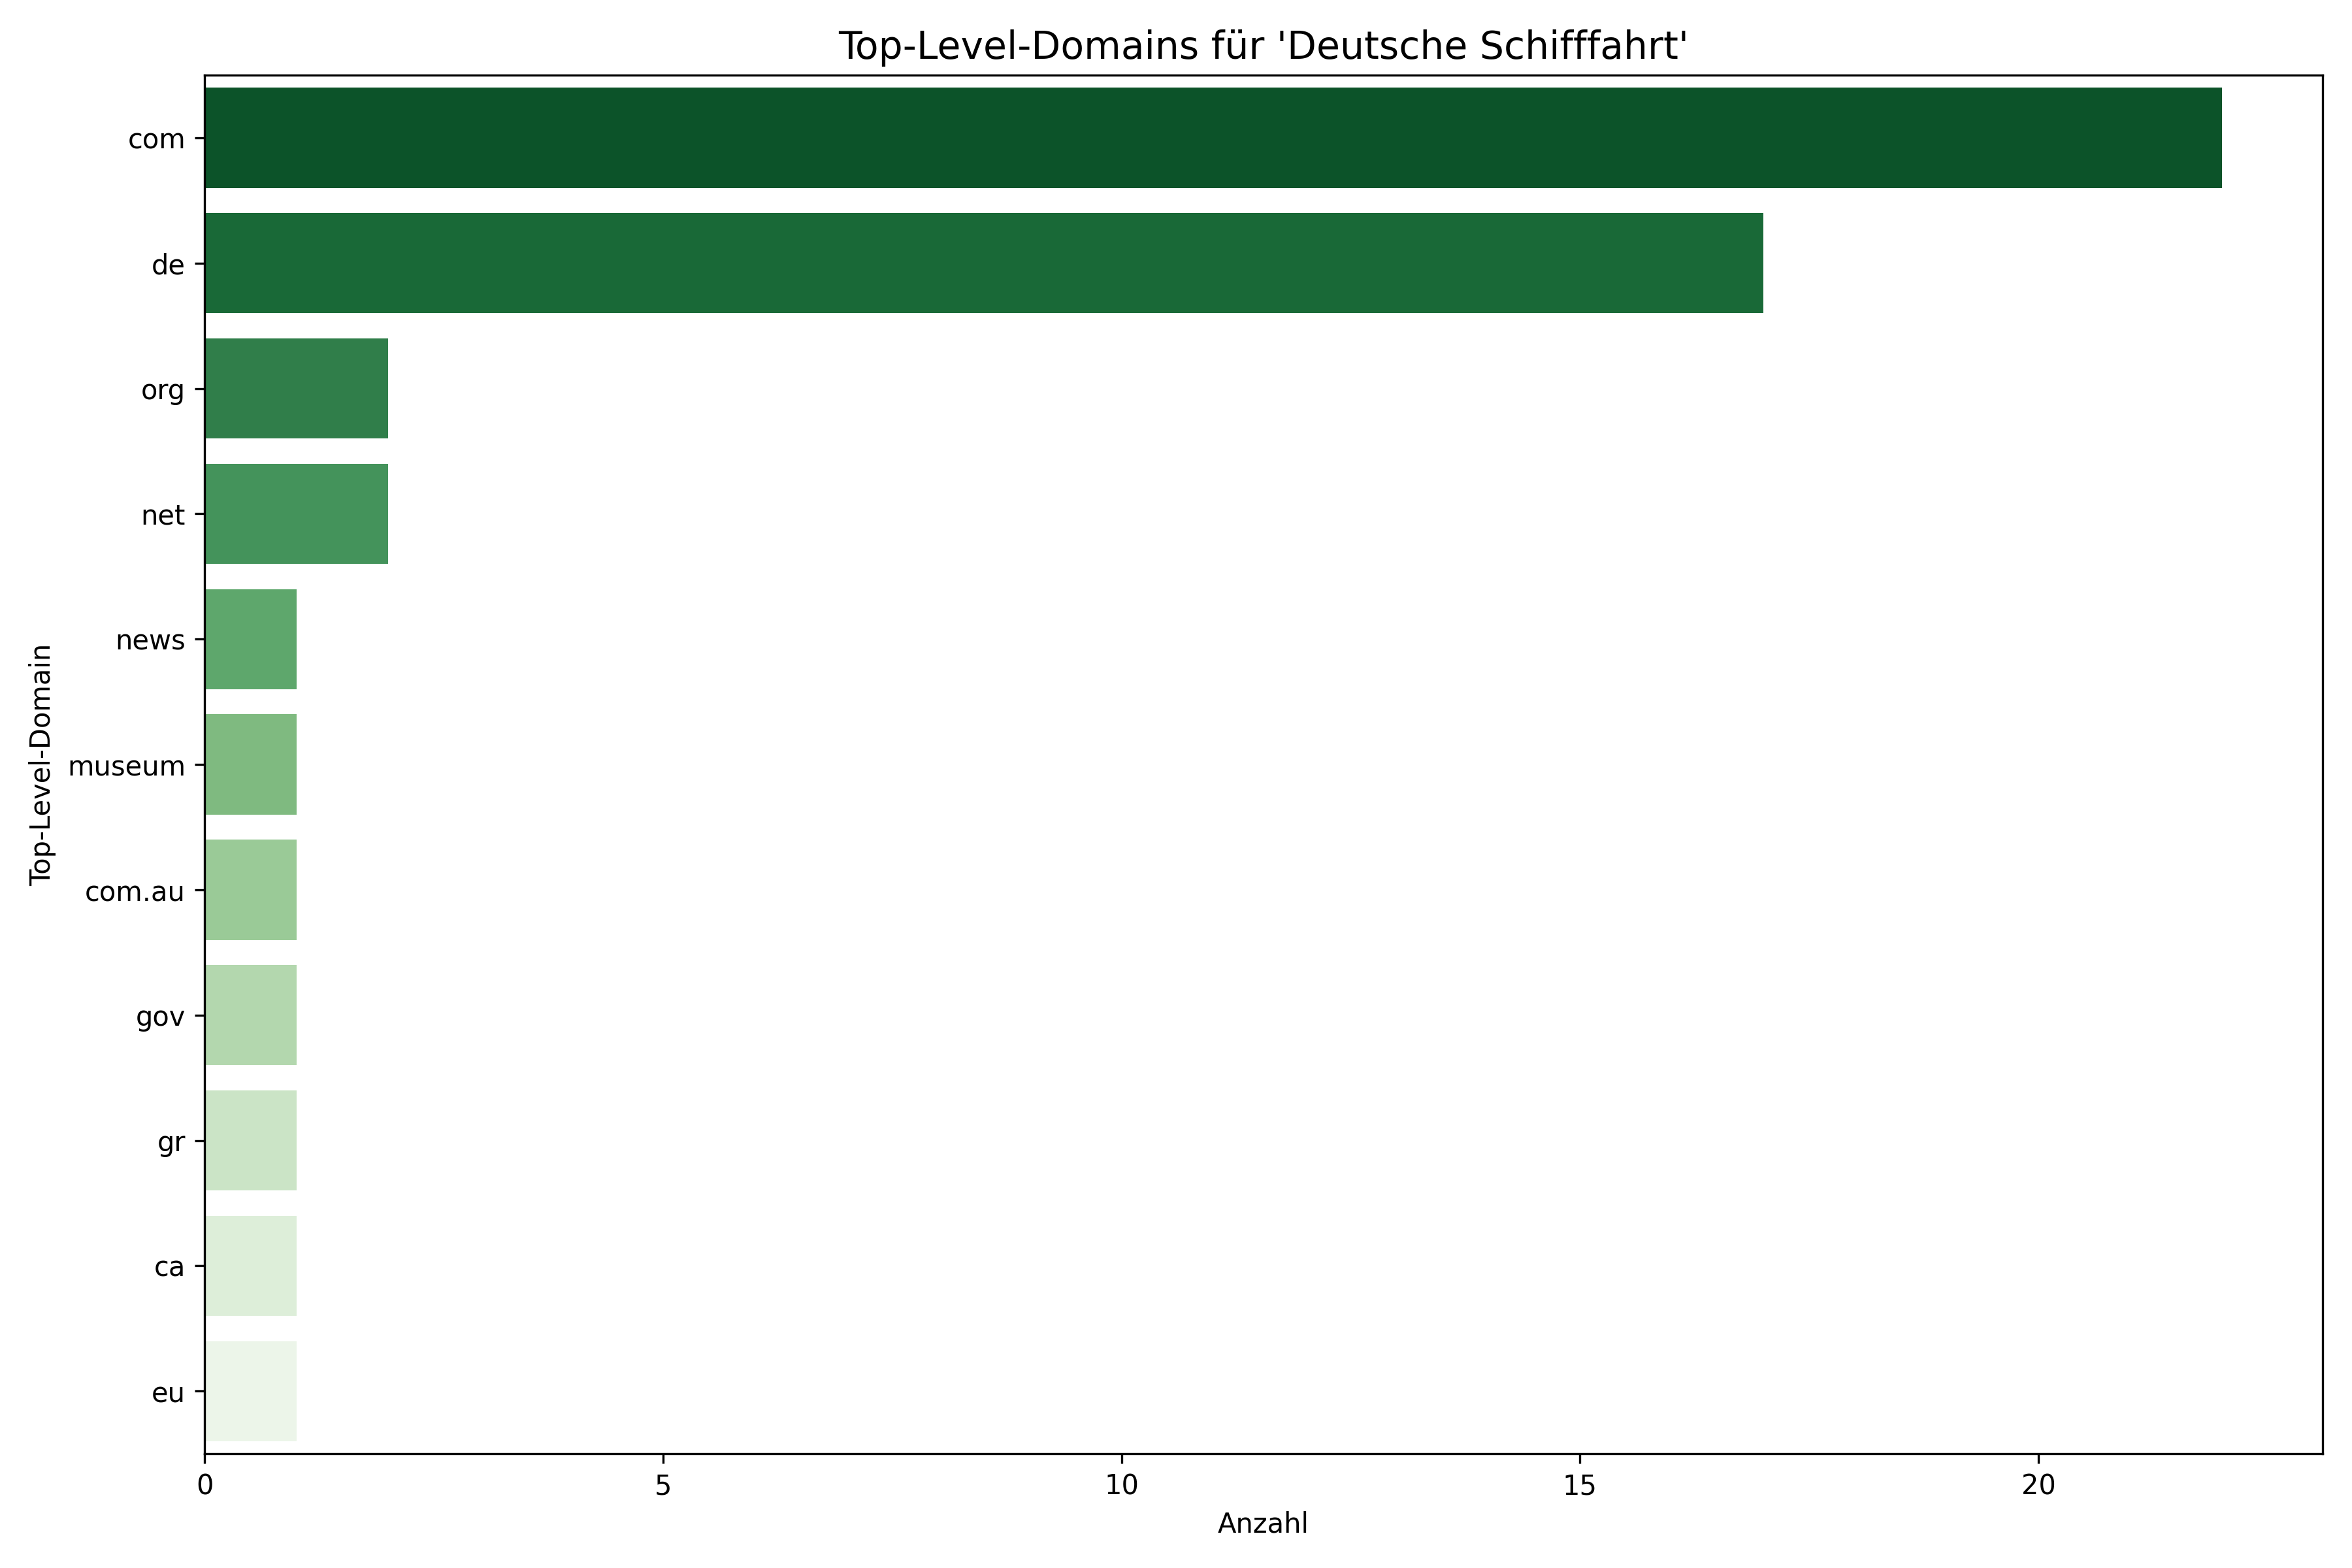 Top-Level-Domains für 'Deutsche Schifffahrt'
Top-Level-Domain
com
de
org
net
news
museum
com.au
gov
gr
ca
eu
0 5 10 15 20
Anzahl